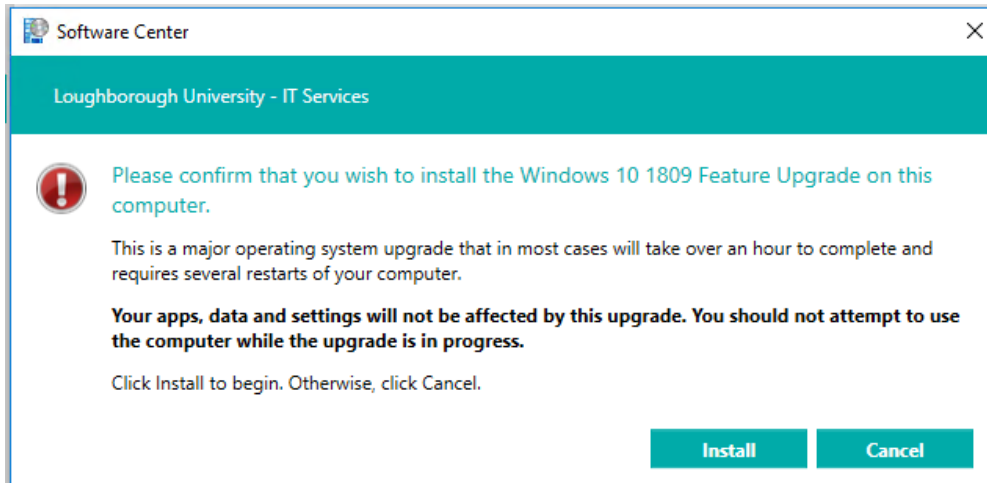 Software Center
Loughborough University - IT Services
Please confirm that you wish to install the Windows 10 1809 Feature Upgrade on this
computer.
This is a major operating system upgrade that in most cases will take over an hour to complete and
requires several restarts of your computer.
Your apps, data and settings will not be affected by this upgrade. You should not attempt to use
the computer while the upgrade is in progress.
Click Install to begin. Otherwise, click Cancel.
Install
Cancel